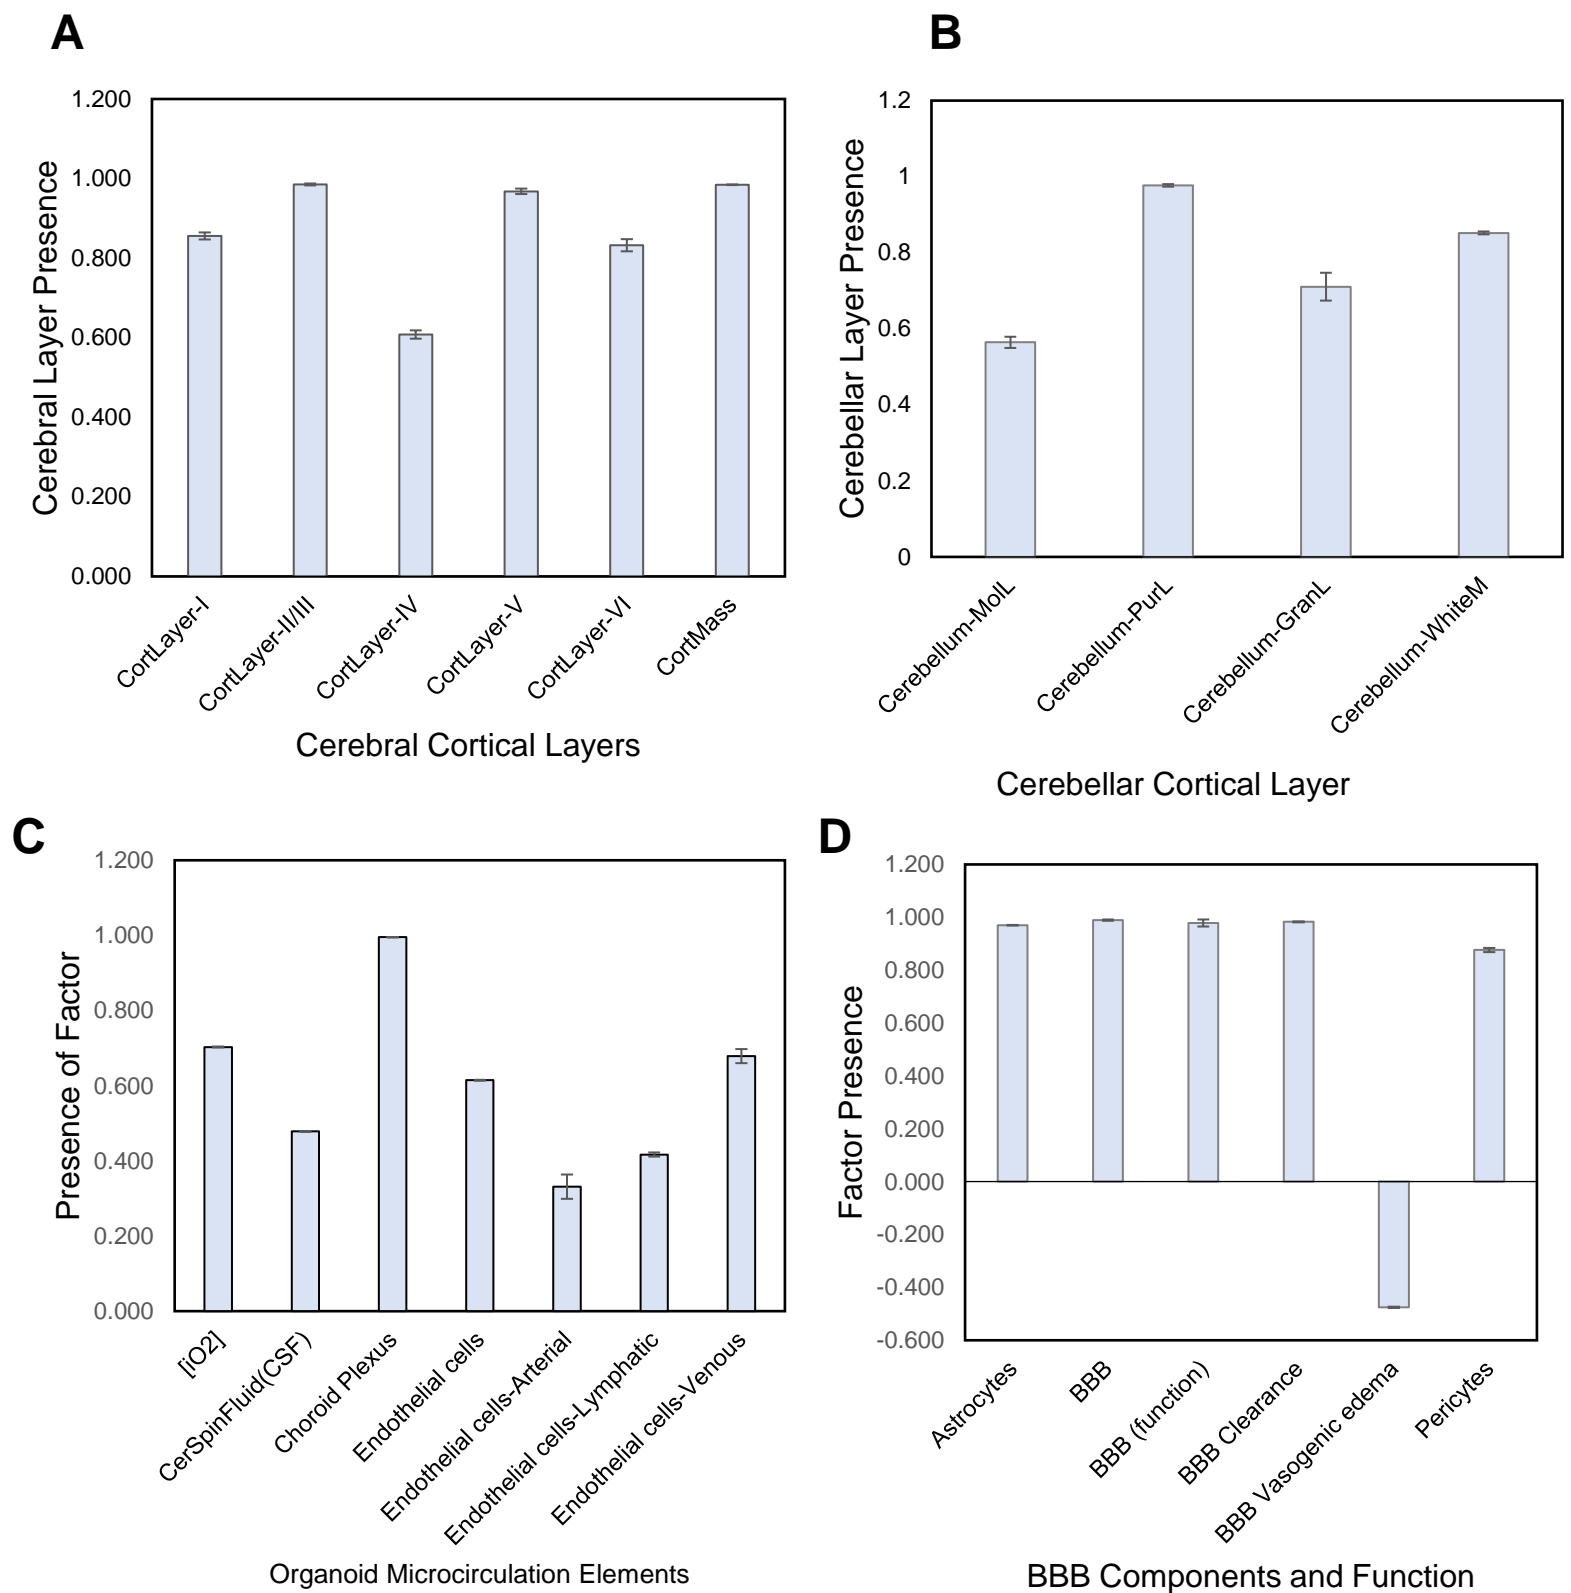 A
Cerebral Layer Presence
1.200
1.000
0.800
0.600
0.400
0.200
0.000
CortLayer-I
CortLayer-II/III
CortLayer-IV
CortLayer-V
CortLayer-VI
CortMass
Cerebral Cortical Layers
B
Cerebellar Layer Presence
1.2
1
0.8
0.6
0.4
0.2
0
Cerebellum-MolL
Cerebellum-PurL
Cerebellum-GranL
Cerebellum-WhiteM
Cerebellar Cortical Layer
C
Presence of Factor
1.200
1.000
0.800
0.600
0.400
0.200
0.000
[iO2]
CerSpinFluid(CSF)
Choroid Plexus
Endothelial cells
Endothelial cells-Arterial
Endothelial cells-Lymphatic
Endothelial cells-Venous
Organoid Microcirculation Elements
D
Factor Presence
1.200
1.000
0.800
0.600
0.400
0.200
0.000
-0.200
-0.400
-0.600
Astrocytes
BBB
BBB (function)
BBB Clearance
BBB Vasogenic edema
Pericytes
BBB Components and Function